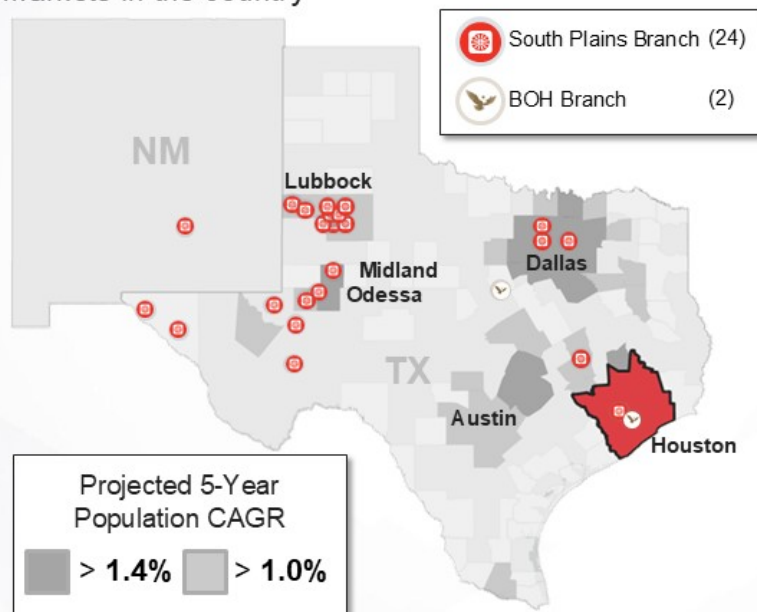 South Plains Branch (24)
BOH Branch (2)
NM
Lubbock
Midland
Odessa
Dallas
TX
Austin
Houston
Projected 5-Year
Population CAGR
> 1.4% > 1.0%